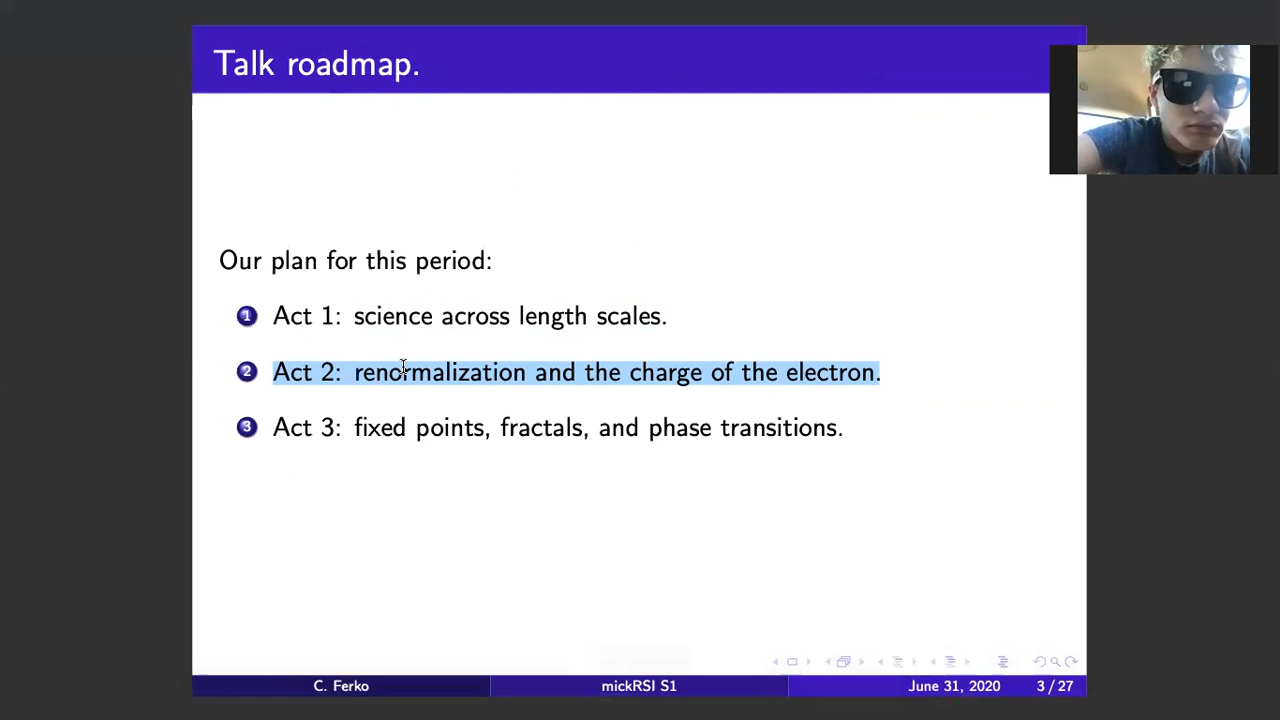 Talk roadmap.
Our plan for this period:
1 Act 1: science across length scales.
2 Act 2: renormalization and the charge of the electron.
3 Act 3: fixed points, fractals, and phase transitions.
C. Ferko mickRSI S1 June 31, 2020 3 / 27